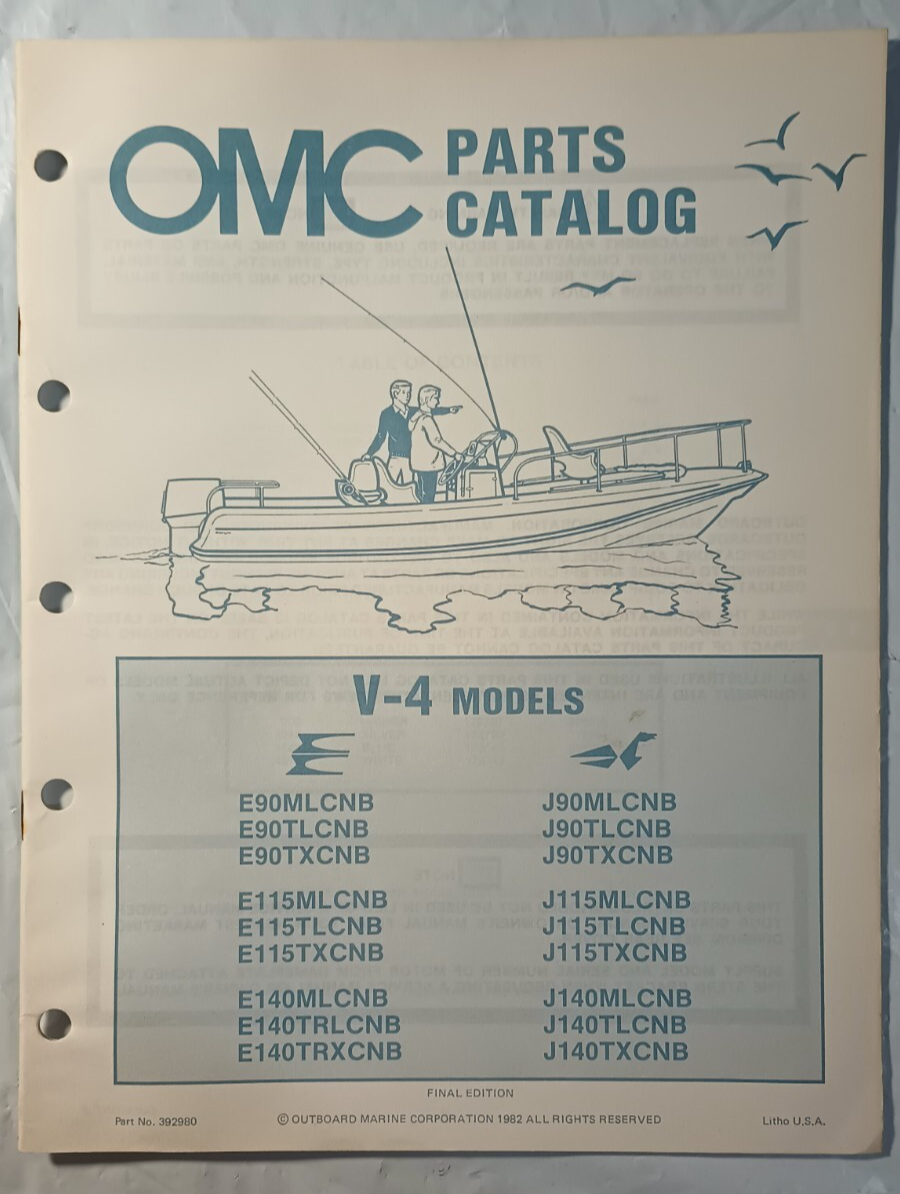 OMC PARTS
CATALOG
V-4 MODELS
E90MLCNB J90MLCNB
E90TLCNB J90TLCNB
E90TXCNB J90TXCNB
E115MLCNB J115MLCNB
E115TLCNB J115TLCNB
E115TXCNB J115TXCNB
E140MLCNB J140MLCNB
E140TRLCNB J140TLCNB
E140TRXCNB J140TXCNB
FINAL EDITION
Part No. 392980 © OUTBOARD MARINE CORPORATION 1982 ALL RIGHTS RESERVED Litho U.S.A.